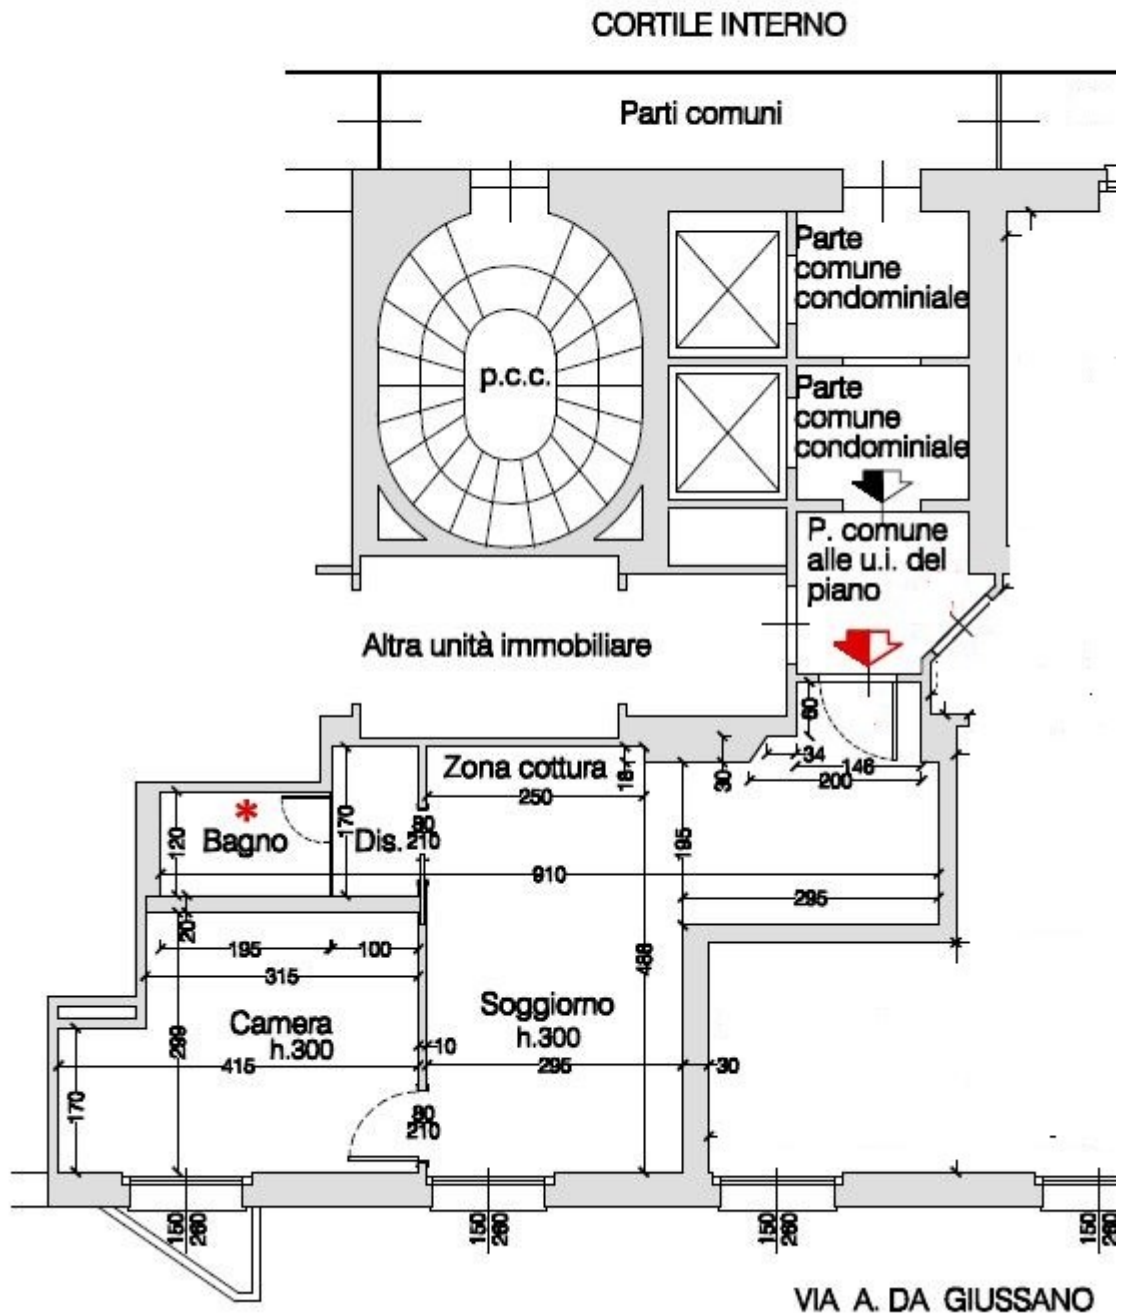 CORTILE INTERNO
Parti comuni
Parte
comune
condominiale
p.c.c.
Parte
comune
condominiale
P. comune
alle u.i. del
piano
Altra unità immobiliare
60
34
146
200
30
18
Zona cottura
250
80
210
170
Dis.
*
Bagno
120
910
195
295
20
195
100
315
488
Camera
h.300
299
415
10
Soggiorno
h.300
295
30
170
80
210
150
260
150
260
150
260
150
260
VIA A. DA GIUSSANO